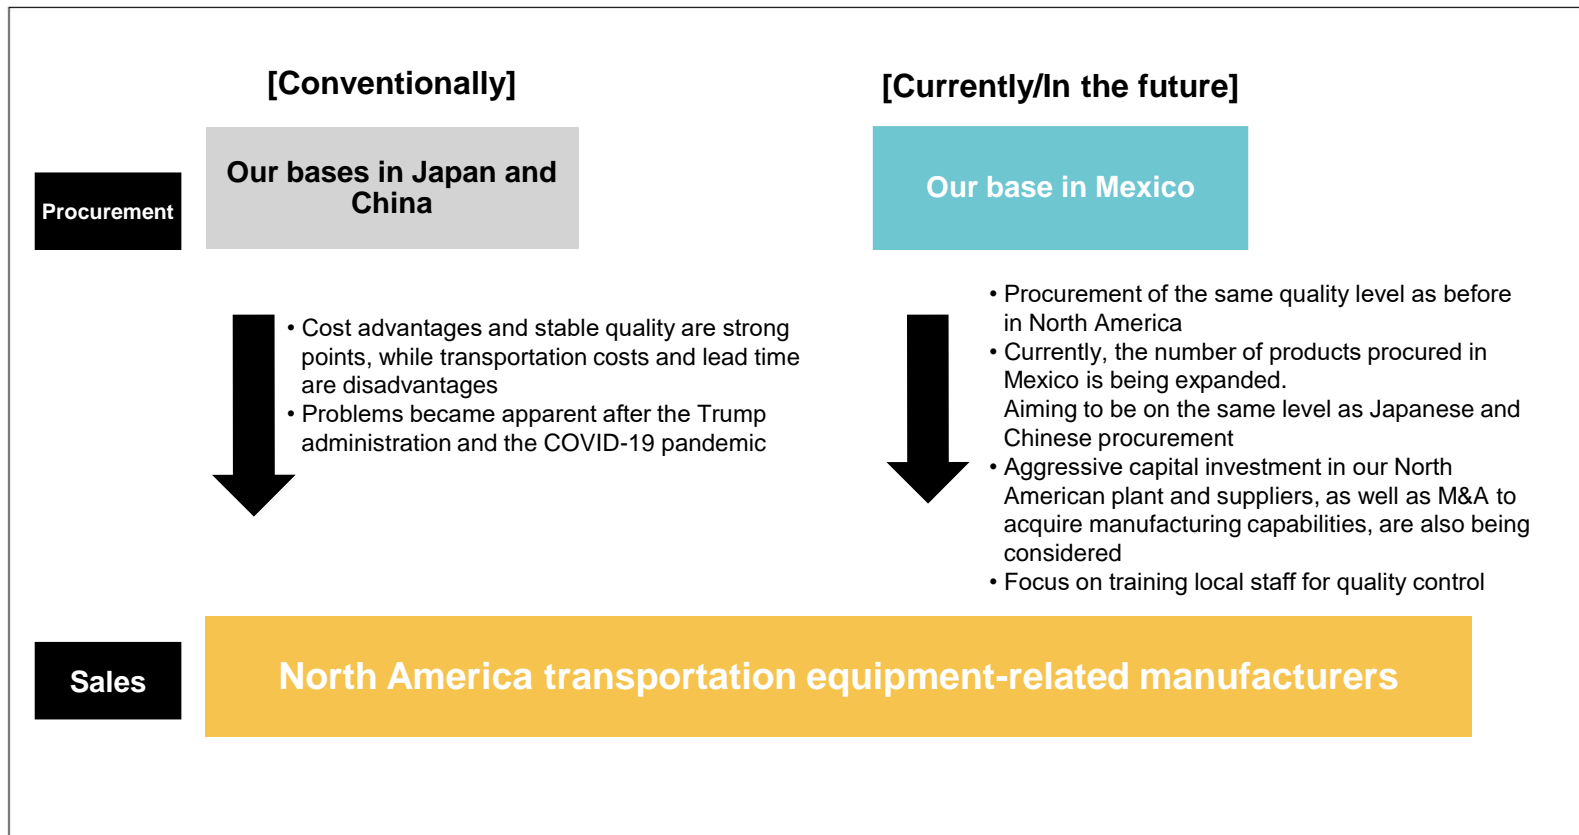 [Conventionally]
[Currently/In the future]
Procurement
Our bases in Japan and
China
Our base in Mexico
• Cost advantages and stable quality are strong
points, while transportation costs and lead time
are disadvantages
• Problems became apparent after the Trump
administration and the COVID-19 pandemic
• Procurement of the same quality level as before
in North America
• Currently, the number of products procured in
Mexico is being expanded.
Aiming to be on the same level as Japanese and
Chinese procurement
• Aggressive capital investment in our North
American plant and suppliers, as well as M&A to
acquire manufacturing capabilities, are also being
considered
• Focus on training local staff for quality control
Sales
North America transportation equipment-related manufacturers